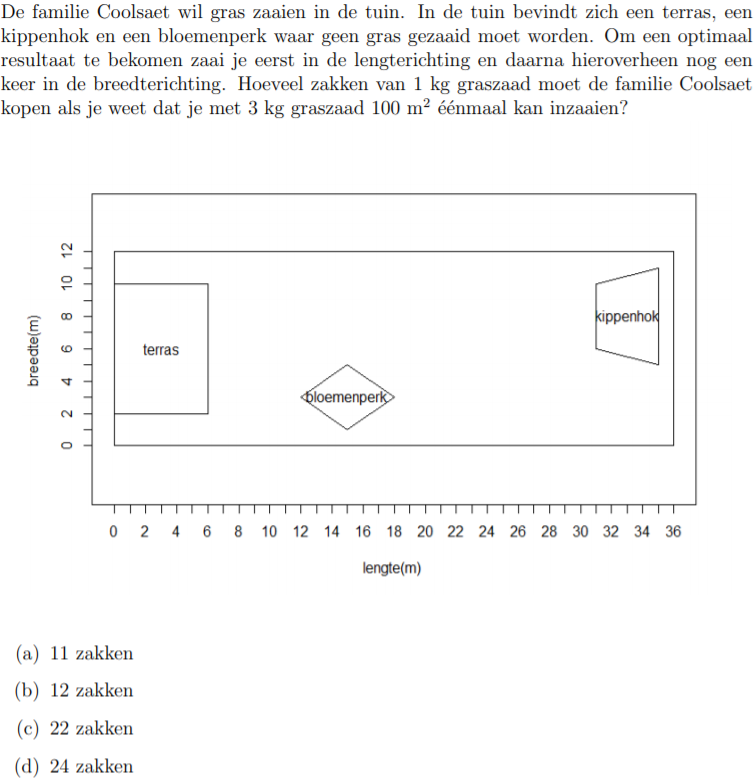 De familie Coolsaet wil gras zaaien in de tuin. In de tuin bevindt zich een terras, een
kippenhok en een bloemenperk waar geen gras gezaaid moet worden. Om een optimaal
resultaat te bekomen zaai je eerst in de lengterichting en daarna hieroverheen nog een
keer in de breedterichting. Hoeveel zakken van 1 kg graszaad moet de familie Coolsaet
kopen als je weet dat je met 3 kg graszaad 100 m² éénmaal kan inzaaien?
breedte(m)
12
10
8
6
4
2
0
terras
bloemenperk
kippenhok
0 2 4 6 8 10 12 14 16 18 20 22 24 26 28 30 32 34 36
lengte(m)
(a) 11 zakken
(b) 12 zakken
(c) 22 zakken
(d) 24 zakken